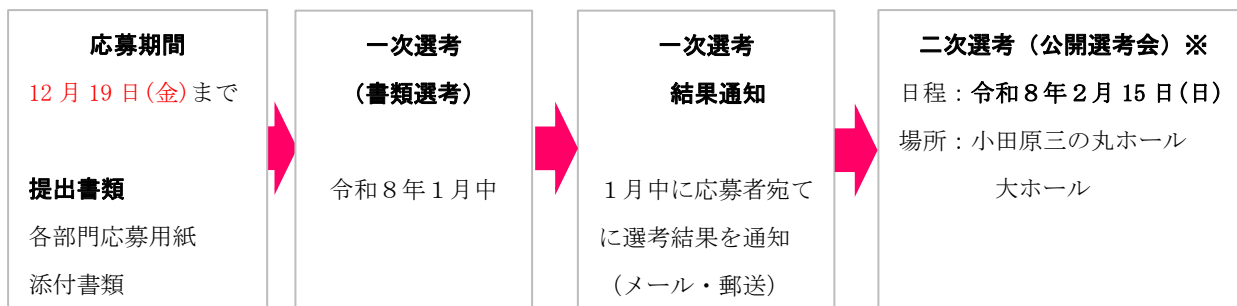 応募期間
12月19日(金)まで
提出書類
各部門応募用紙
添付書類
一次選考
(書類選考)
令和８年１月中
一次選考
結果通知
１月中に応募者宛て
に選考結果を通知
（メール・郵送）
二次選考（公開選考会）※
日程：令和８年２月15日(日)
場所：小田原三の丸ホール
大ホール